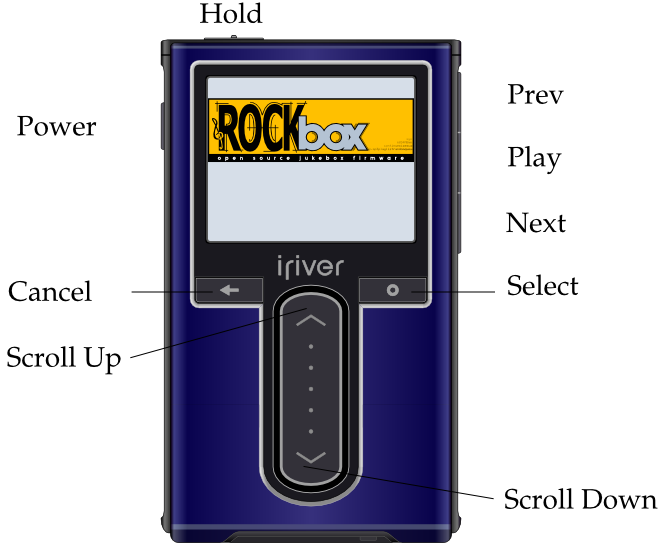 Hold
Prev
Power
Play
Next
ROCKbox
open source jukebox firmware
iriver
Cancel
Select
Scroll Up
Scroll Down